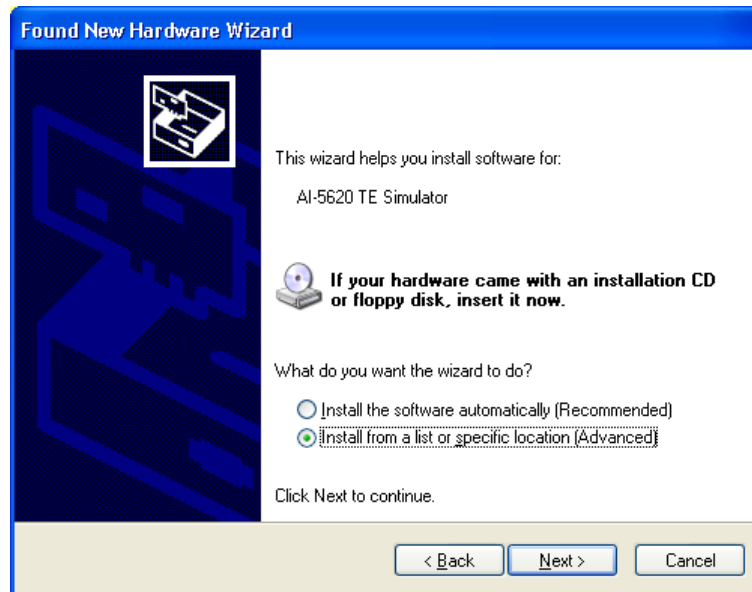 Found New Hardware Wizard
This wizard helps you install software for:
AI-5620 TE Simulator
If your hardware came with an installation CD
or floppy disk, insert it now.
What do you want the wizard to do?
Install the software automatically (Recommended)
Install from a list or specific location (Advanced)
Click Next to continue.
< Back
Next >
Cancel